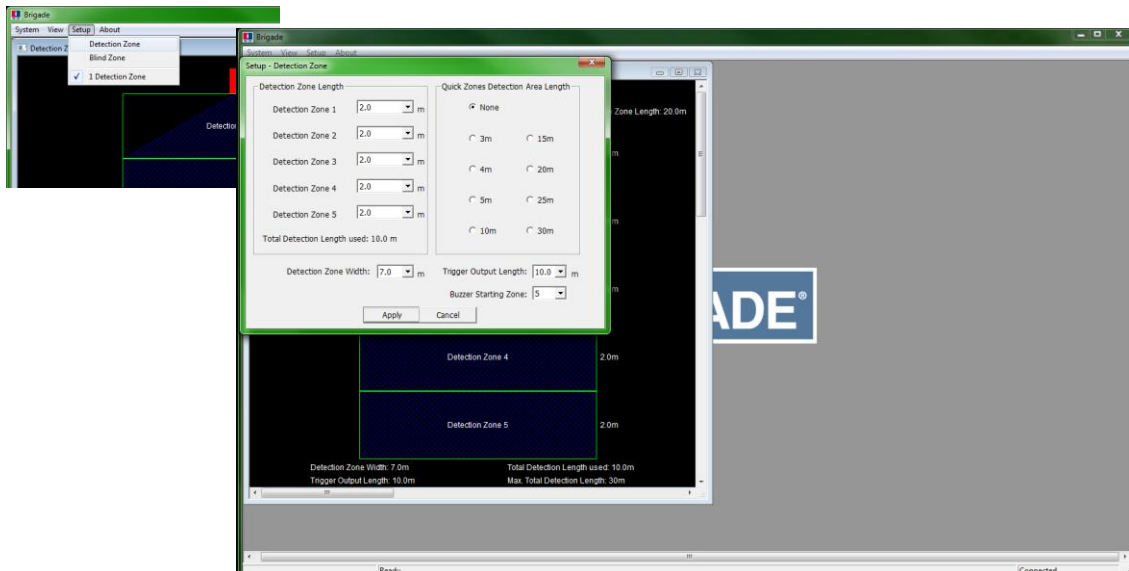 Brigade
System View Setup About
Detection Z
Detection Zone
Blind Zone
✓ 1 Detection Zone
Detectio
Brigade
System View Setup About
Setup - Detection Zone
Detection Zone Length
Detection Zone 1 2.0 m
Detection Zone 2 2.0 m
Detection Zone 3 2.0 m
Detection Zone 4 2.0 m
Detection Zone 5 2.0 m
Total Detection Length used: 10.0 m
Quick Zones Detection Area Length
None
3m 15m
4m 20m
5m 25m
10m 30m
Detection Zone Width: 7.0 m
Trigger Output Length: 10.0 m
Buzzer Starting Zone: 5
Apply Cancel
Zone Length: 20.0m
m
m
m
ADE®
Detection Zone 4 2.0m
Detection Zone 5 2.0m
Detection Zone Width: 7.0m Total Detection Length used: 10.0m
Trigger Output Length: 10.0m Max. Total Detection Length: 30m
Ready Connected